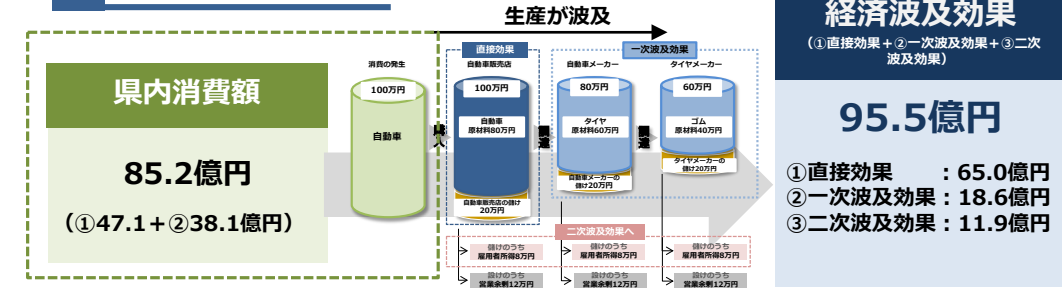 生産が波及
県内消費額
85.2億円
（①47.1＋②38.1億円）
消費の発生
100万円
自動車
直接効果
自動車販売店
100万円
自動車
原材料80万円
自動車販売店の儲け
20万円
一次波及効果
自動車メーカー
80万円
タイヤ
原材料60万円
自動車メーカーの
儲け20万円
タイヤメーカー
60万円
ゴム
原材料40万円
タイヤメーカーの
儲け20万円
二次波及効果へ
儲けのうち
雇用者所得8万円
儲けのうち
雇用者所得8万円
儲けのうち
雇用者所得8万円
設けのうち
営業余剰12万円
設けのうち
営業余剰12万円
設けのうち
営業余剰12万円
経済波及効果
（①直接効果＋②一次波及効果＋③二次
波及効果）
95.5億円
①直接効果　　：65.0億円
②一次波及効果：18.6億円
③二次波及効果：11.9億円